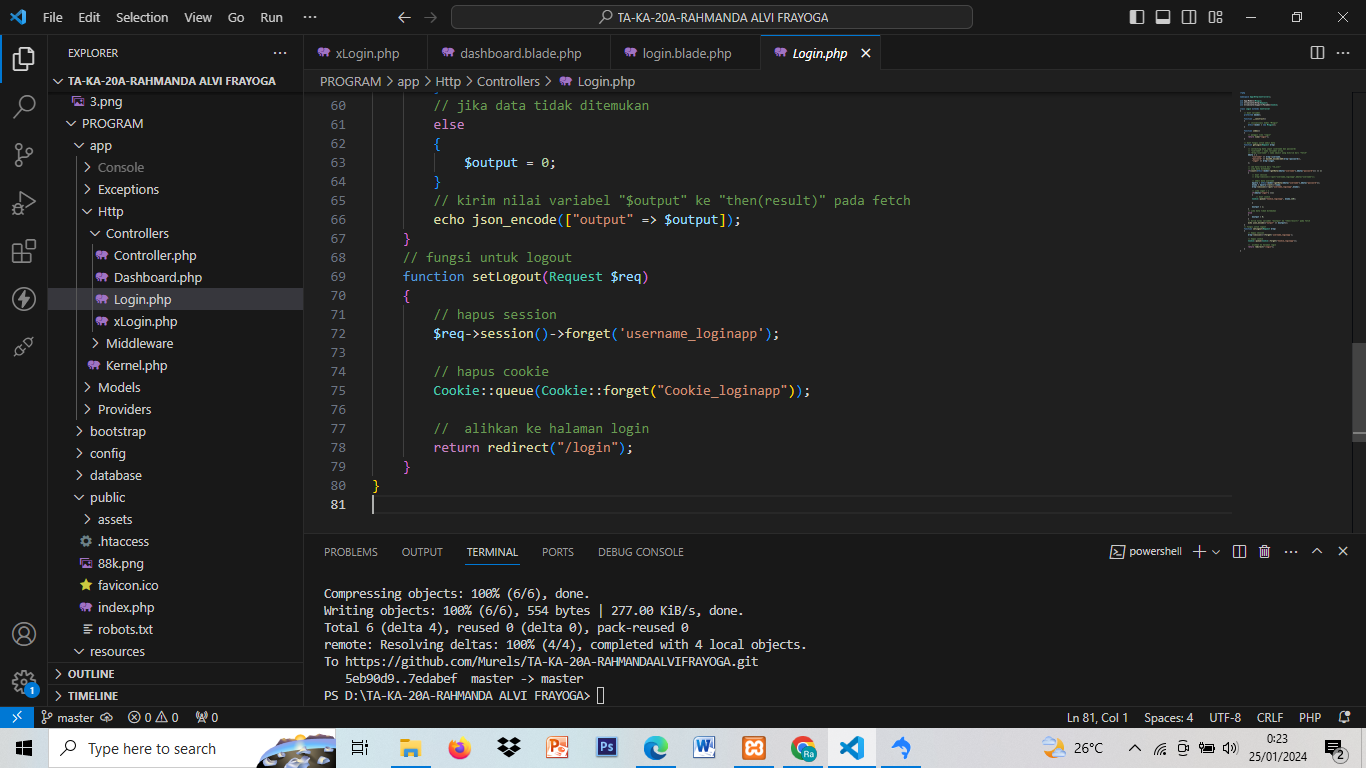 File Edit Selection View Go Run ··· TA-KA-20A-RAHMANDA ALVI FRAYOGA
EXPLORER
TA-KA-20A-RAHMANDA ALVI FRAYOGA
3.png
PROGRAM
app
Console
Exceptions
Http
Controllers
Controller.php
Dashboard.php
Login.php
xLogin.php
Middleware
Kernel.php
Models
Providers
bootstrap
config
database
public
assets
.htaccess
88k.png
favicon.ico
index.php
robots.txt
resources
OUTLINE
TIMELINE
xLogin.php dashboard.blade.php login.blade.php Login.php
PROGRAM > app > Http > Controllers > Login.php
60 // jika data tidak ditemukan
61 else
62 {
63 $output = 0;
64 }
65 // kirim nilai variabel "$output" ke "then(result)" pada fetch
66 echo json_encode(["output" => $output]);
67 }
68 // fungsi untuk logout
69 function setLogout(Request $req)
70 {
71 // hapus session
72 $req->session()->forget('username_loginapp');
73
74 // hapus cookie
75 Cookie::queue(Cookie::forget("Cookie_loginapp"));
76
77 //  alihkan ke halaman login
78 return redirect("/login");
79 }
80 }
81
PROBLEMS OUTPUT TERMINAL PORTS DEBUG CONSOLE powershell
Compressing objects: 100% (6/6), done.
Writing objects: 100% (6/6), 554 bytes | 277.00 KiB/s, done.
Total 6 (delta 4), reused 0 (delta 0), pack-reused 0
remote: Resolving deltas: 100% (4/4), completed with 4 local objects.
To https://github.com/Murels/TA-KA-20A-RAHMANDAALVIFRAYOGA.git
5eb90d9..7edabef  master -> master
PS D:\TA-KA-20A-RAHMANDA ALVI FRAYOGA>
1
master 0 0 0 Ln 81, Col 1 Spaces: 4 UTF-8 CRLF PHP
Type here to search 26°C 0:23
25/01/2024
2